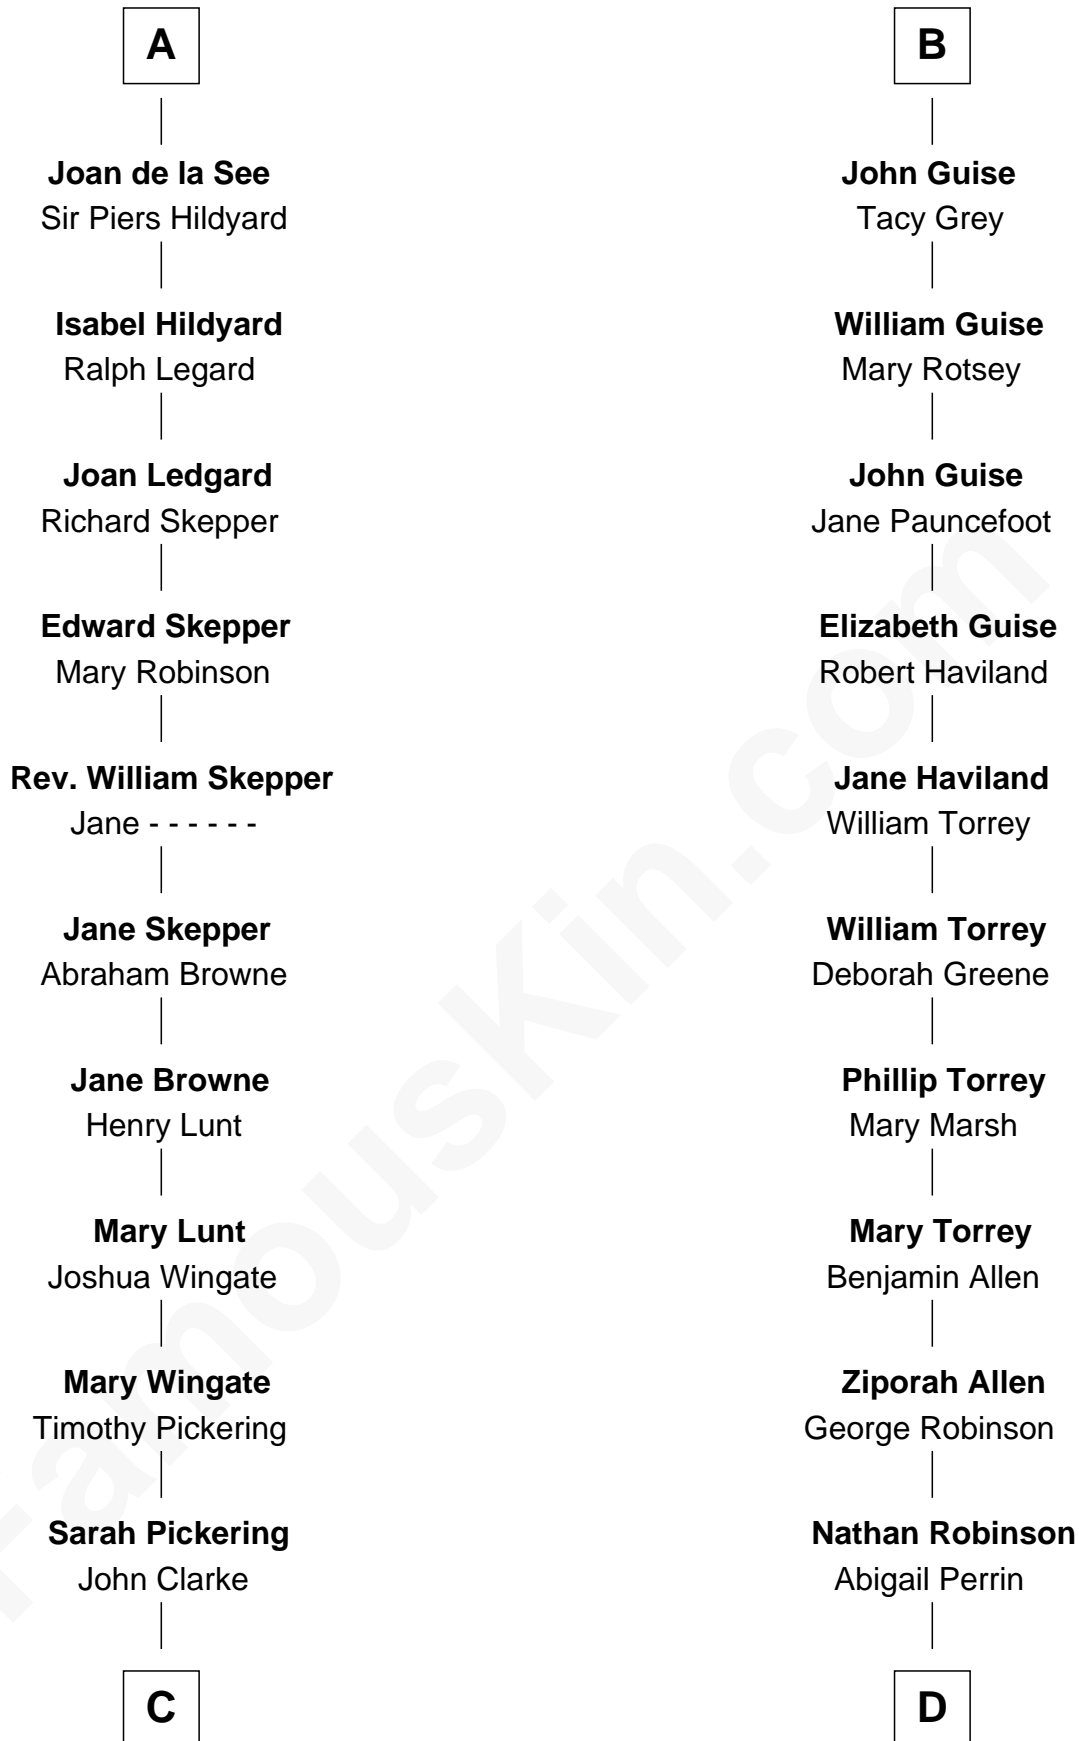 A
Joan de la See
Sir Piers Hildyard
Isabel Hildyard
Ralph Legard
Joan Ledgard
Richard Skepper
Edward Skepper
Mary Robinson
Rev. William Skepper
Jane - - - - - -
Jane Skepper
Abraham Browne
Jane Browne
Henry Lunt
Mary Lunt
Joshua Wingate
Mary Wingate
Timothy Pickering
Sarah Pickering
John Clarke
C
B
John Guise
Tacy Grey
William Guise
Mary Rotsey
John Guise
Jane Pauncefoot
Elizabeth Guise
Robert Haviland
Jane Haviland
William Torrey
William Torrey
Deborah Greene
Phillip Torrey
Mary Marsh
Mary Torrey
Benjamin Allen
Ziporah Allen
George Robinson
Nathan Robinson
Abigail Perrin
D
FamousKin.com